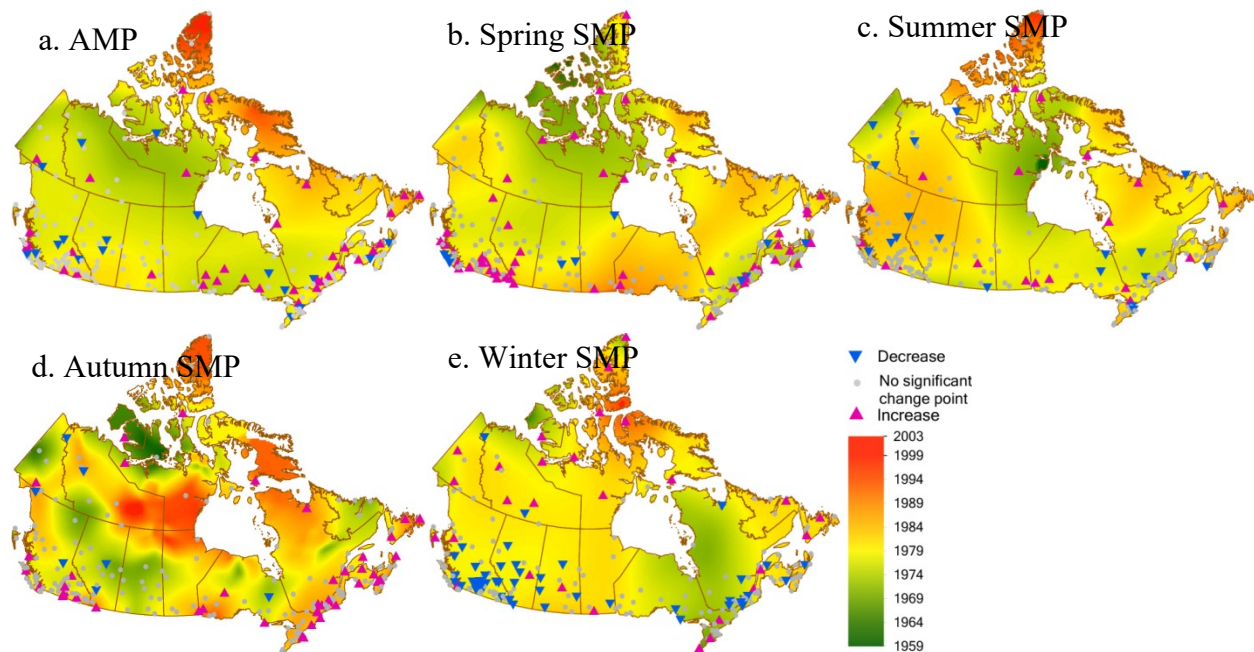 a. AMP
b. Spring SMP
c. Summer SMP
d. Autumn SMP
e. Winter SMP
Decrease
No significant
change point
Increase
2003
1999
1994
1989
1984
1979
1974
1969
1964
1959